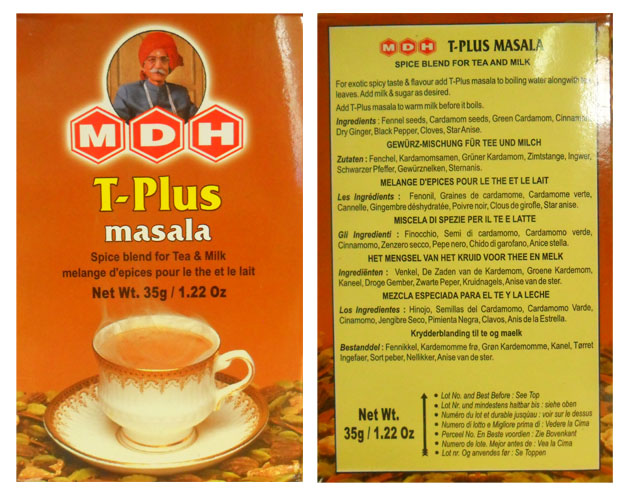 MDH
T-Plus
masala
Spice blend for Tea & Milk
melange d'epices pour le the et le lait
Net Wt. 35g / 1.22 Oz
MDH T-PLUS MASALA
SPICE BLEND FOR TEA AND MILK
For exotic spicy taste & flavour add T-Plus masala to boiling water alongwith
leaves. Add milk & sugar as desired.
Add T-Plus masala to warm milk before it boils.
Ingredients : Fennel seeds, Cardamom seeds, Green Cardamom,
Dry Ginger, Black Pepper, Cloves, Star Anise.
GEWÜRZ-MISCHUNG FÜR TEE UND MILCH
Zutaten : Fenchel, Kardamomsamen, Grüner Kardamom, Zimtstange, Ingwer,
Schwarzer Pfeffer, Gewürznelken, Sternanis.
MELANGE D'EPICES POUR LE THE ET LE LAIT
Les Ingrédients : Fenonil, Graines de cardamome, Cardamome verte,
Cannelle, Gingembre déshydratée, Poivre noir, Clous de girofle, Star anise.
MISCELA DI SPEZIE PER IL TE E LATTE
Gli Ingredienti : Finocchio, Semi di cardamomo, Cardamomo verde,
Cinnamomo, Zenzero secco, Pepe nero, Chido di garofano, Anice stella.
HET MENGSEL VAN HET KRUID VOOR THEE EN MELK
Ingrediënten : Venkel, De Zaden van de Kardemom, Groene Kardemom,
Kaneel, Droge Gember, Zwarte Peper, Kruidnagels, Anise van de ster.
MEZCLA ESPECIADA PARA EL TE Y LA LECHE
Los Ingredientes : Hinojo, Semillas del Cardamomo, Cardamomo Varde,
Cinamomo, Jengibre Seco, Pimienta Negra, Clavos, Anis de la Estrella.
Krydderblanding til te og maelk
Bestanddel : Fennikkel, Kardemomme frø, Grøn Kardemomme, Kanel, Tørret
Ingefaer, Sort peber, Nellikker, Anise van de ster.
Net Wt.
35g / 1.22 Oz
• Lot No. and Best Before : See Top
• Lot Nr. und mindestens haltbar bis : siehe oben
• Numéro du lot et durable jusqúau : voir sur le dessus
• Numero di lotto e Migliore prima di : Vedere la Cima
• Perceel No. En Beste voordien : Zie Bovenkant
• Numero de lote. Mejor antes de : Vea la Cima
• Lot nr. Og anvendes før : Se Toppen